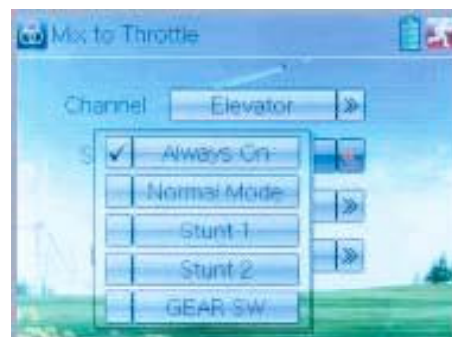 Mix to Throttle
Channel Elevator
S
Always On
Normal Mode
Stunt 1
Stunt 2
GEAR SW